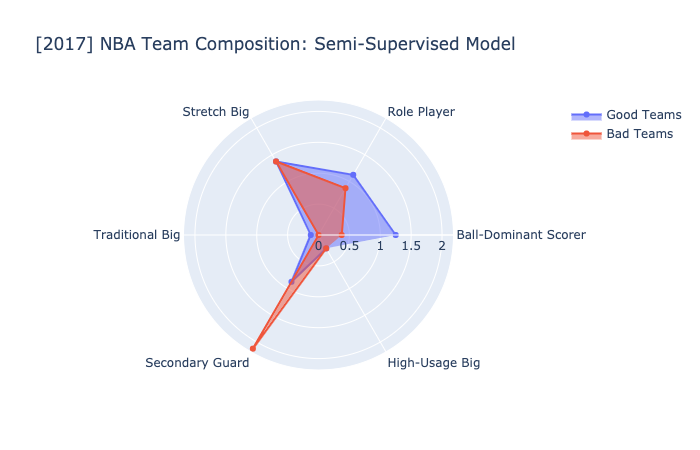 [2017] NBA Team Composition: Semi-Supervised Model
Stretch Big
Role Player
Good Teams
Bad Teams
Traditional Big
Ball-Dominant Scorer
0 0.5 1 1.5 2
Secondary Guard
High-Usage Big